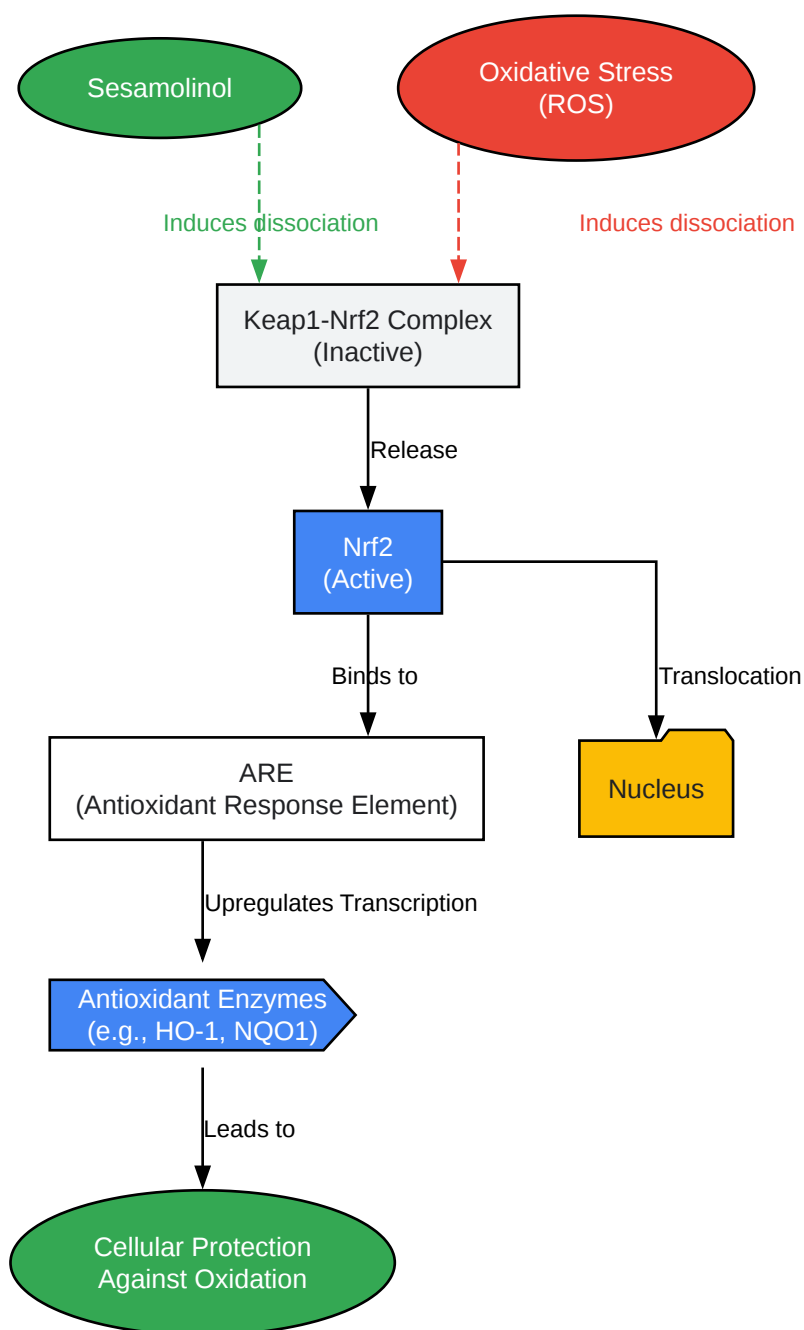 Sesamolinol
Oxidative Stress
(ROS)
Induces dissociation
Induces dissociation
Keap1-Nrf2 Complex
(Inactive)
Release
Nrf2
(Active)
Binds to
Translocation
ARE
(Antioxidant Response Element)
Nucleus
Upregulates Transcription
Antioxidant Enzymes
(e.g., HO-1, NQO1)
Leads to
Cellular Protection
Against Oxidation